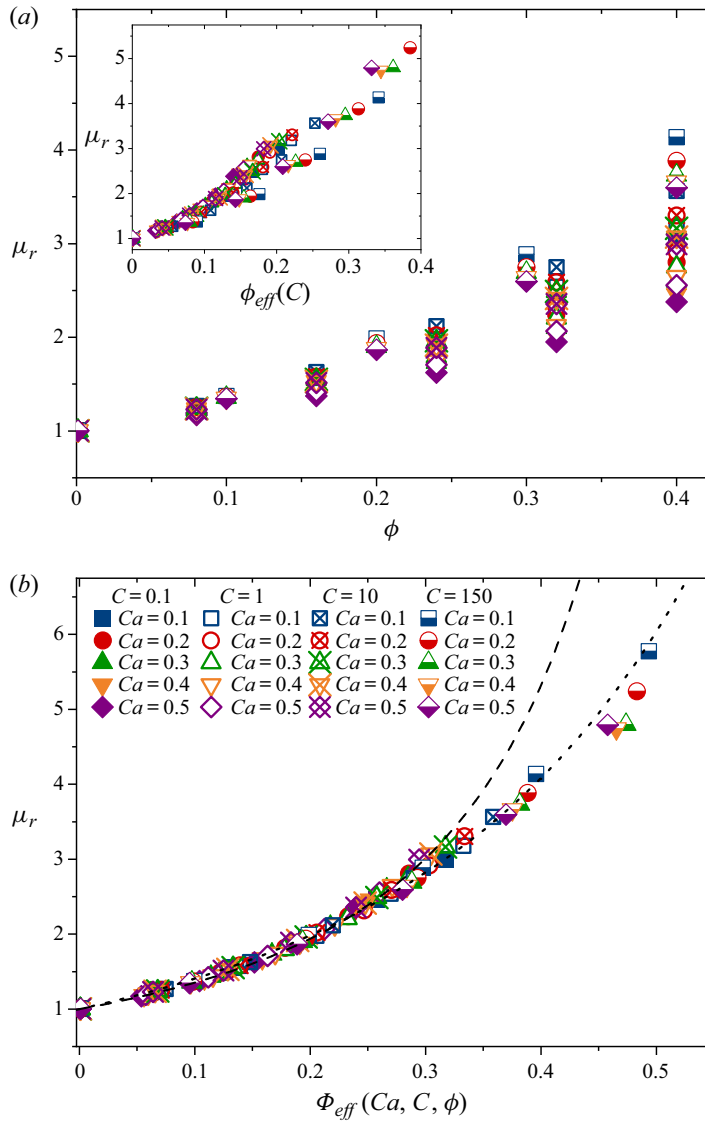 (a)
5
4
3
2
1
μr
0
0.1
0.2
0.3
0.4
ϕ
5
4
3
2
1
μr
0
0.1
0.2
0.3
0.4
ϕeff(C)
(b)
C = 0.1 C = 1 C = 10 C = 150
Ca = 0.1 Ca = 0.1 Ca = 0.1 Ca = 0.1
Ca = 0.2 Ca = 0.2 Ca = 0.2 Ca = 0.2
Ca = 0.3 Ca = 0.3 Ca = 0.3 Ca = 0.3
Ca = 0.4 Ca = 0.4 Ca = 0.4 Ca = 0.4
Ca = 0.5 Ca = 0.5 Ca = 0.5 Ca = 0.5
6
5
4
3
2
1
μr
0
0.1
0.2
0.3
0.4
0.5
Φeff (Ca, C, ϕ)